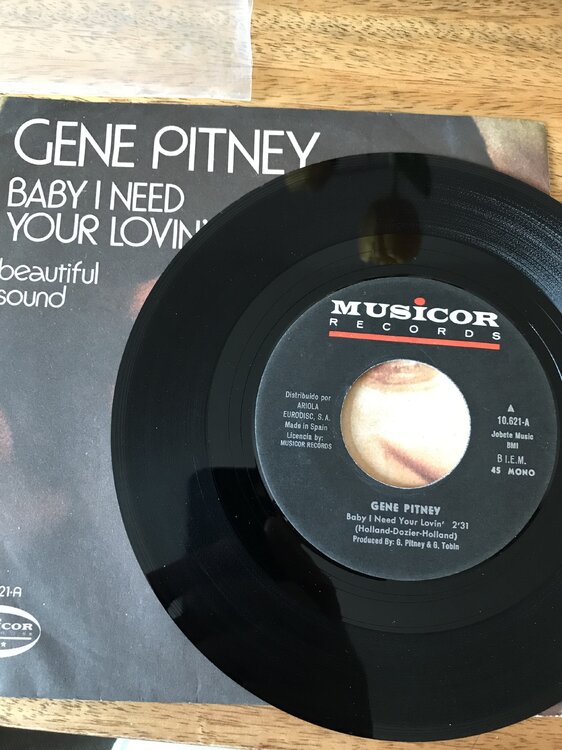 GENE PITNEY
BABY I NEED
YOUR LOVIN'
beautiful
sound
21-A
MUSICOR
RECORDS
Distribuido por
ARIOLA
EURODISC, S. A.
Made in Spain
Licencia by:
MUSICOR RECORDS
10.621-A
Jobete Music
BMI
B I.E.M.
45 MONO
GENE PITNEY
Baby I Need Your Lovin' 2'31
(Holland-Dozier-Holland)
Produced By: G. Pitney & G. Tobin